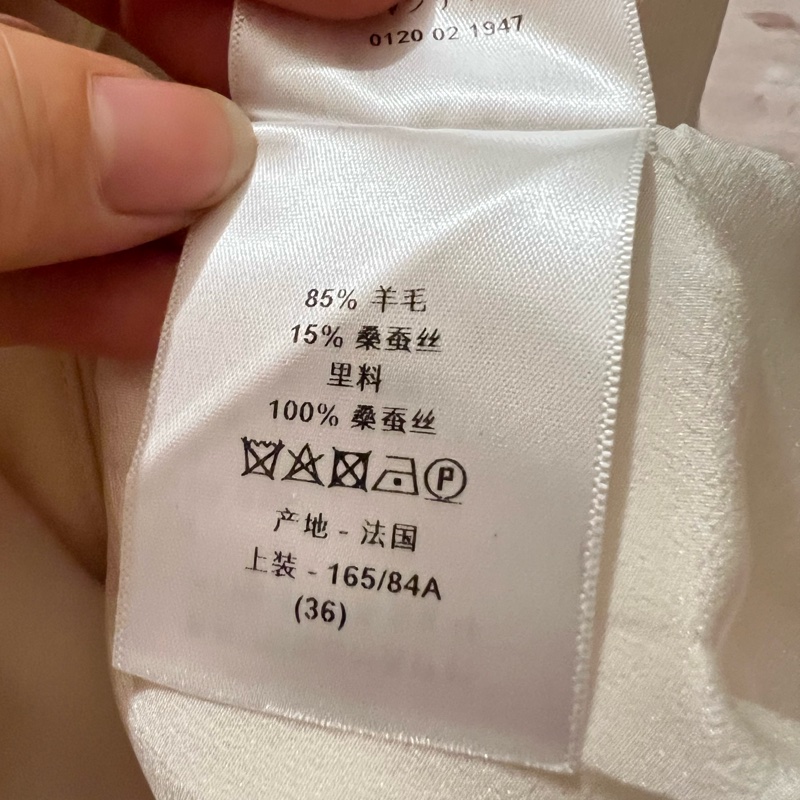 0120 02 1947
85% 羊毛
15% 桑蚕丝
里料
100% 桑蚕丝
P
产地 - 法国
上装 - 165/84A
(36)